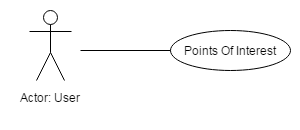 Points Of Interest
Actor: User